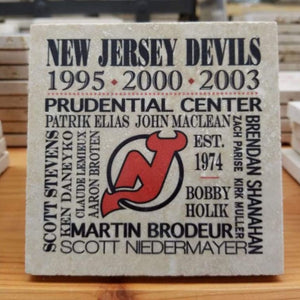 NEW JERSEY DEVILS
1995 • 2000 • 2003
PRUDENTIAL CENTER
PATRIK ELIAS JOHN MACLEAN
SCOTT STEVENS
KEN DANEYKO
CLAUDE LEMIEUX
AARON BROTEN
EST.
1974
BOBBY
HOLIK
ZACH PARISE
KIRK MULLER
BRENDAN SHANAHAN
MARTIN BRODEUR
SCOTT NIEDERMAYER